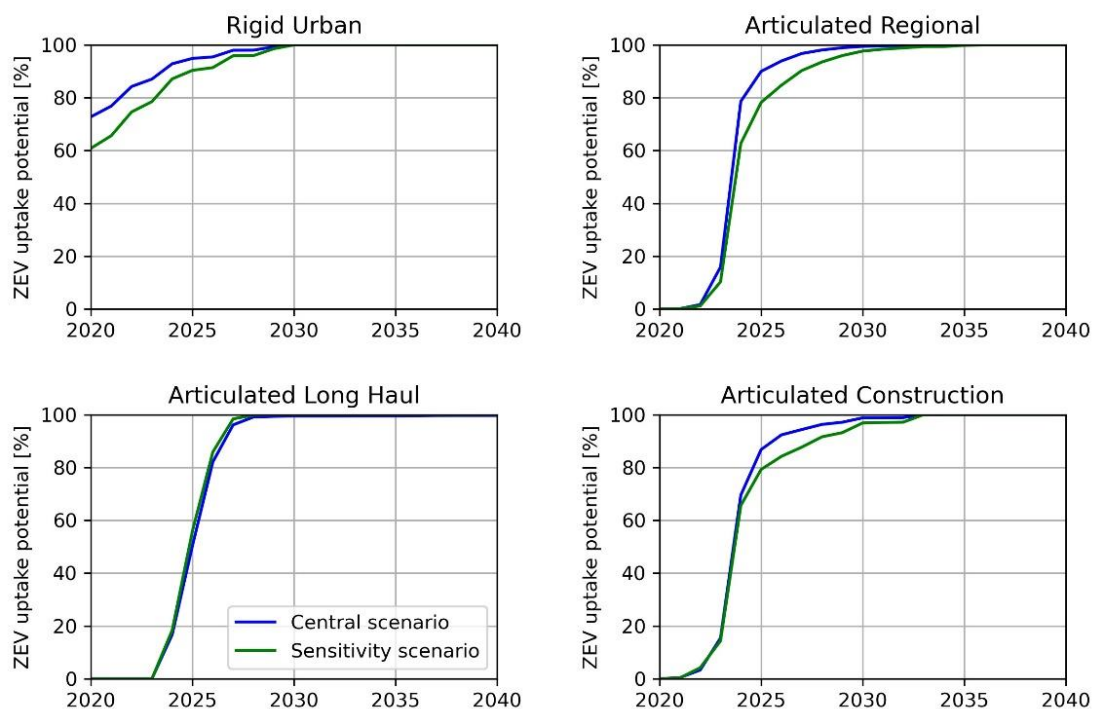 Rigid Urban
ZEV uptake potential [%]
100
80
60
40
20
0
2020 2025 2030 2035 2040
Articulated Regional
ZEV uptake potential [%]
100
80
60
40
20
0
2020 2025 2030 2035 2040
Articulated Long Haul
ZEV uptake potential [%]
100
80
60
40
20
0
Central scenario
Sensitivity scenario
2020 2025 2030 2035 2040
Articulated Construction
ZEV uptake potential [%]
100
80
60
40
20
0
2020 2025 2030 2035 2040